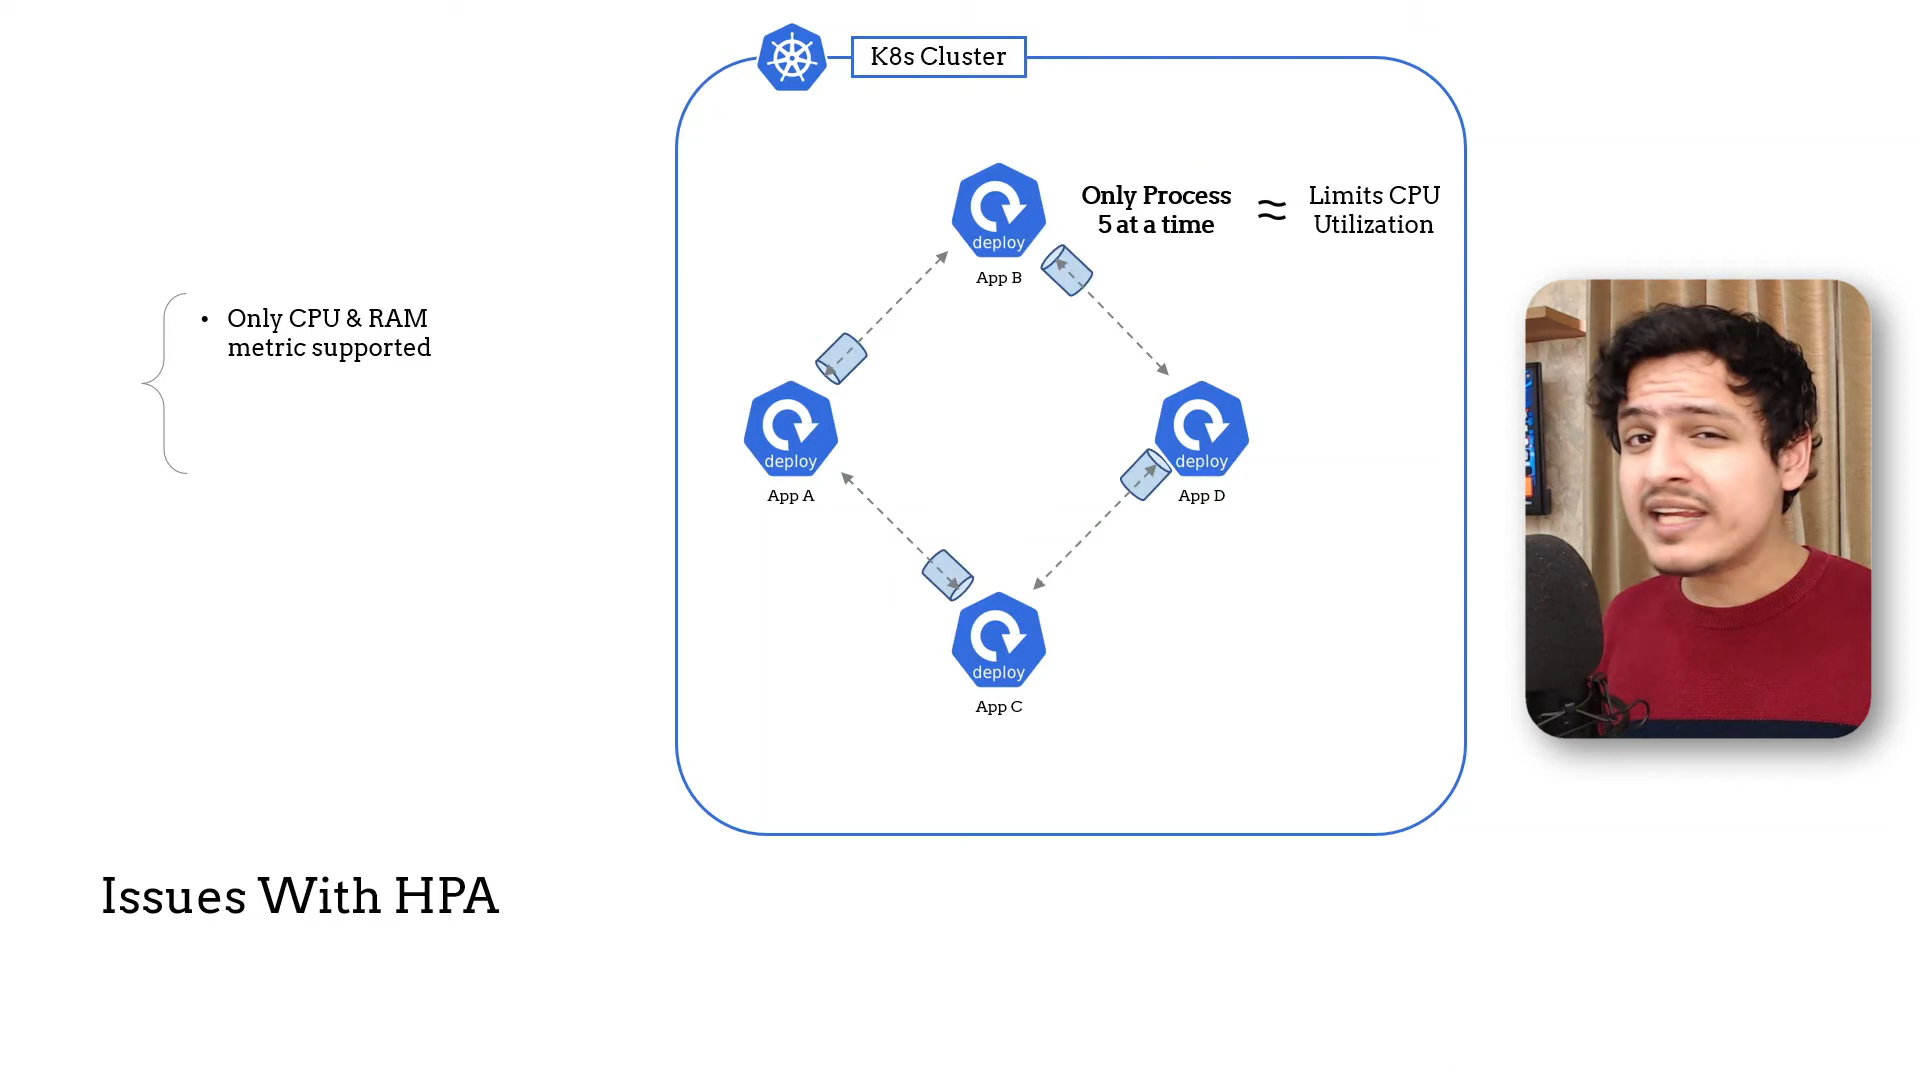 K8s Cluster
deploy
App B
Only Process
5 at a time
≈
Limits CPU
Utilization
• Only CPU & RAM
metric supported
deploy
App A
deploy
App D
deploy
App C
Issues With HPA